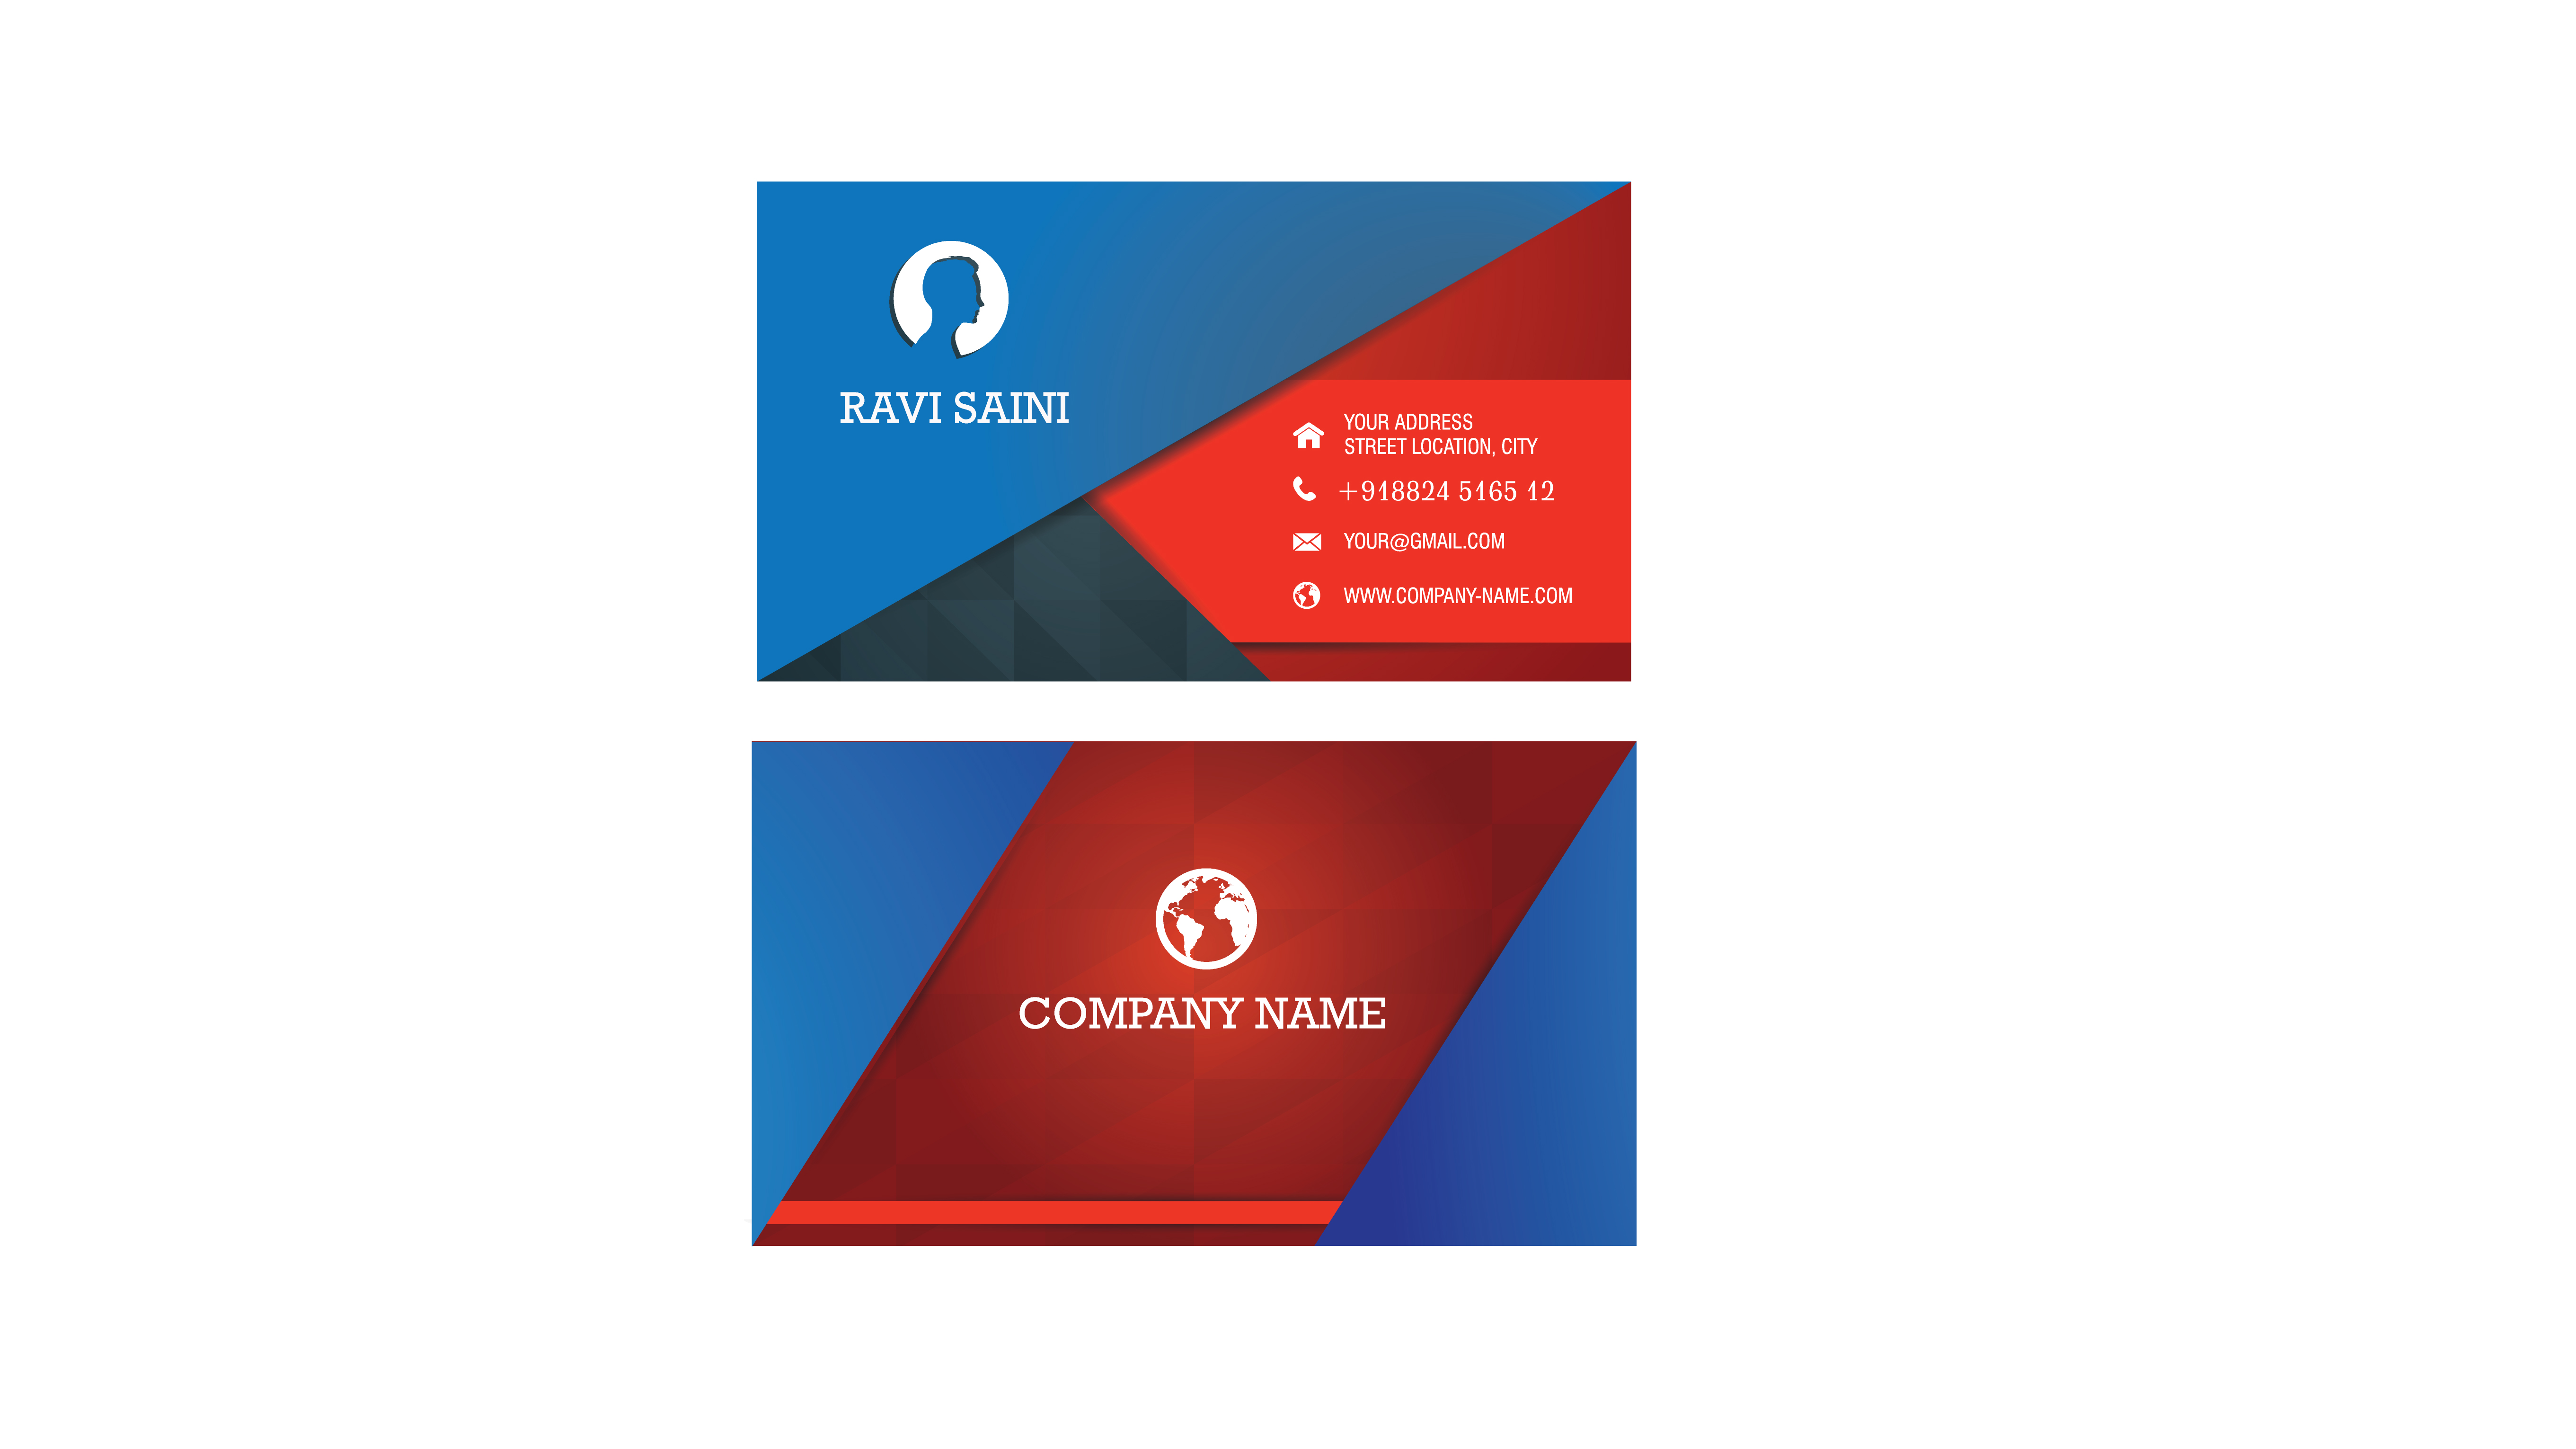 RAVI SAINI
YOUR ADDRESS
STREET LOCATION, CITY
+918824 5165 12
YOUR@GMAIL.COM
WWW.COMPANY-NAME.COM
COMPANY NAME